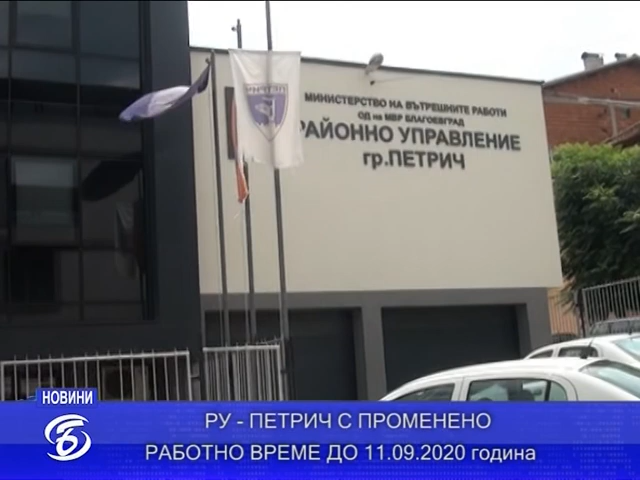 МИНИСТЕРСТВО НА ВЪТРЕШНИТЕ РАБОТИ
ОД на МВР БЛАГОЕВГРАД
РАЙОННО УПРАВЛЕНИЕ
гр.ПЕТРИЧ
НОВИНИ
РУ - ПЕТРИЧ С ПРОМЕНЕНО
РАБОТНО ВРЕМЕ ДО 11.09.2020 година